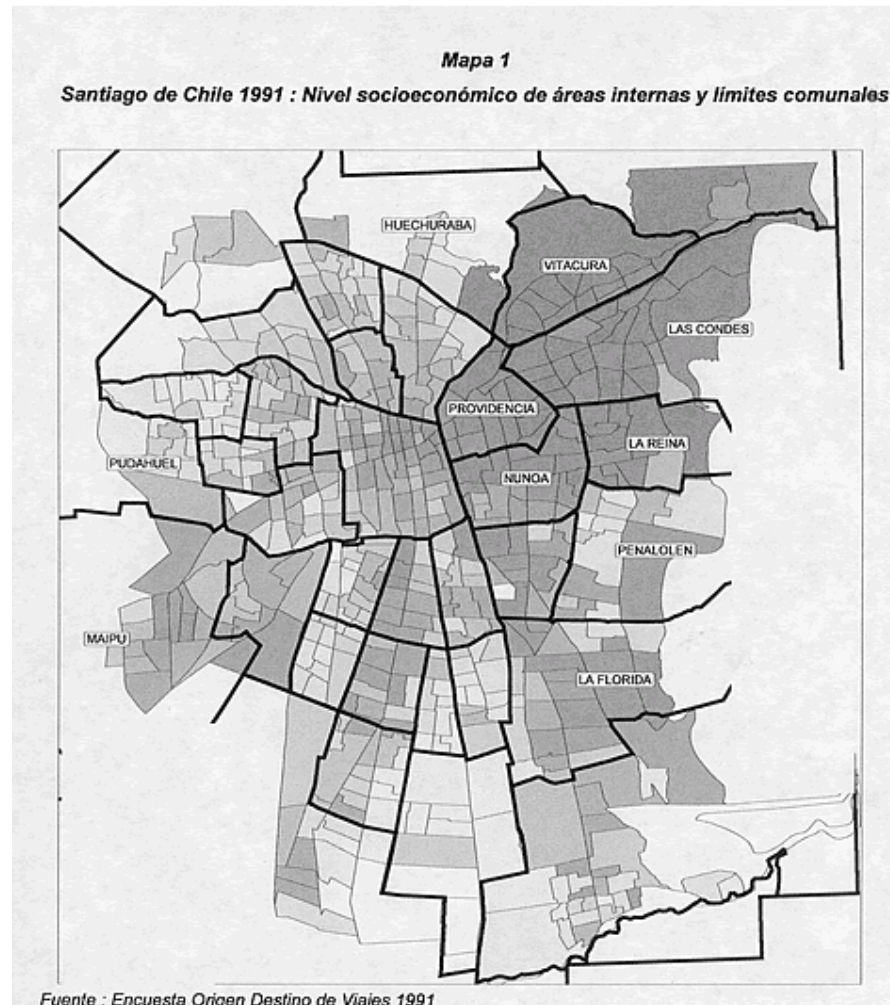 Mapa 1
Santiago de Chile 1991 : Nivel socioeconómico de áreas internas y límites comunales
HUECHURABA
VITACURA
LAS CONDES
PROVIDENCIA
LA REINA
PUDAHUEL
NUNOA
PENALOLEN
MAIPU
LA FLORIDA
Fuente : Encuesta Origen Destino de Viajes 1991